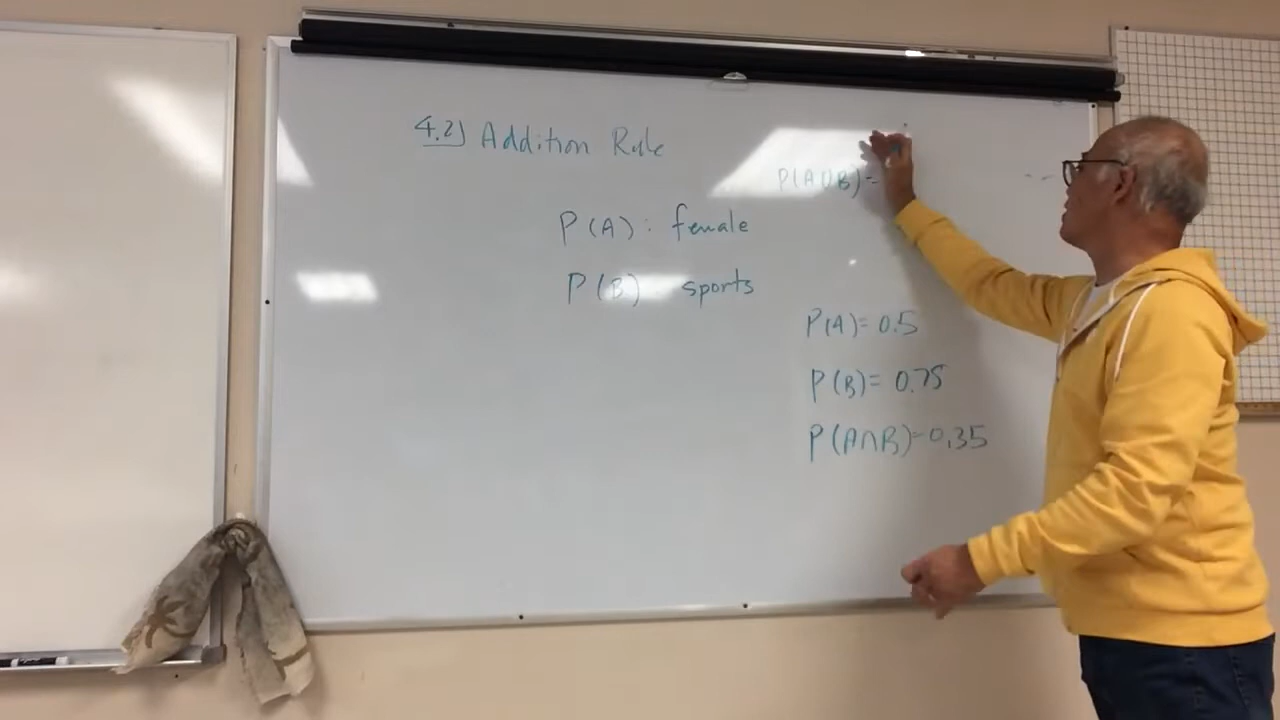 4.2) Addition Rule
P(A∪B)=
P(A): female
P(B) sports
P(A)= 0.5
P(B)= 0.75
P(A∩B)=0.35